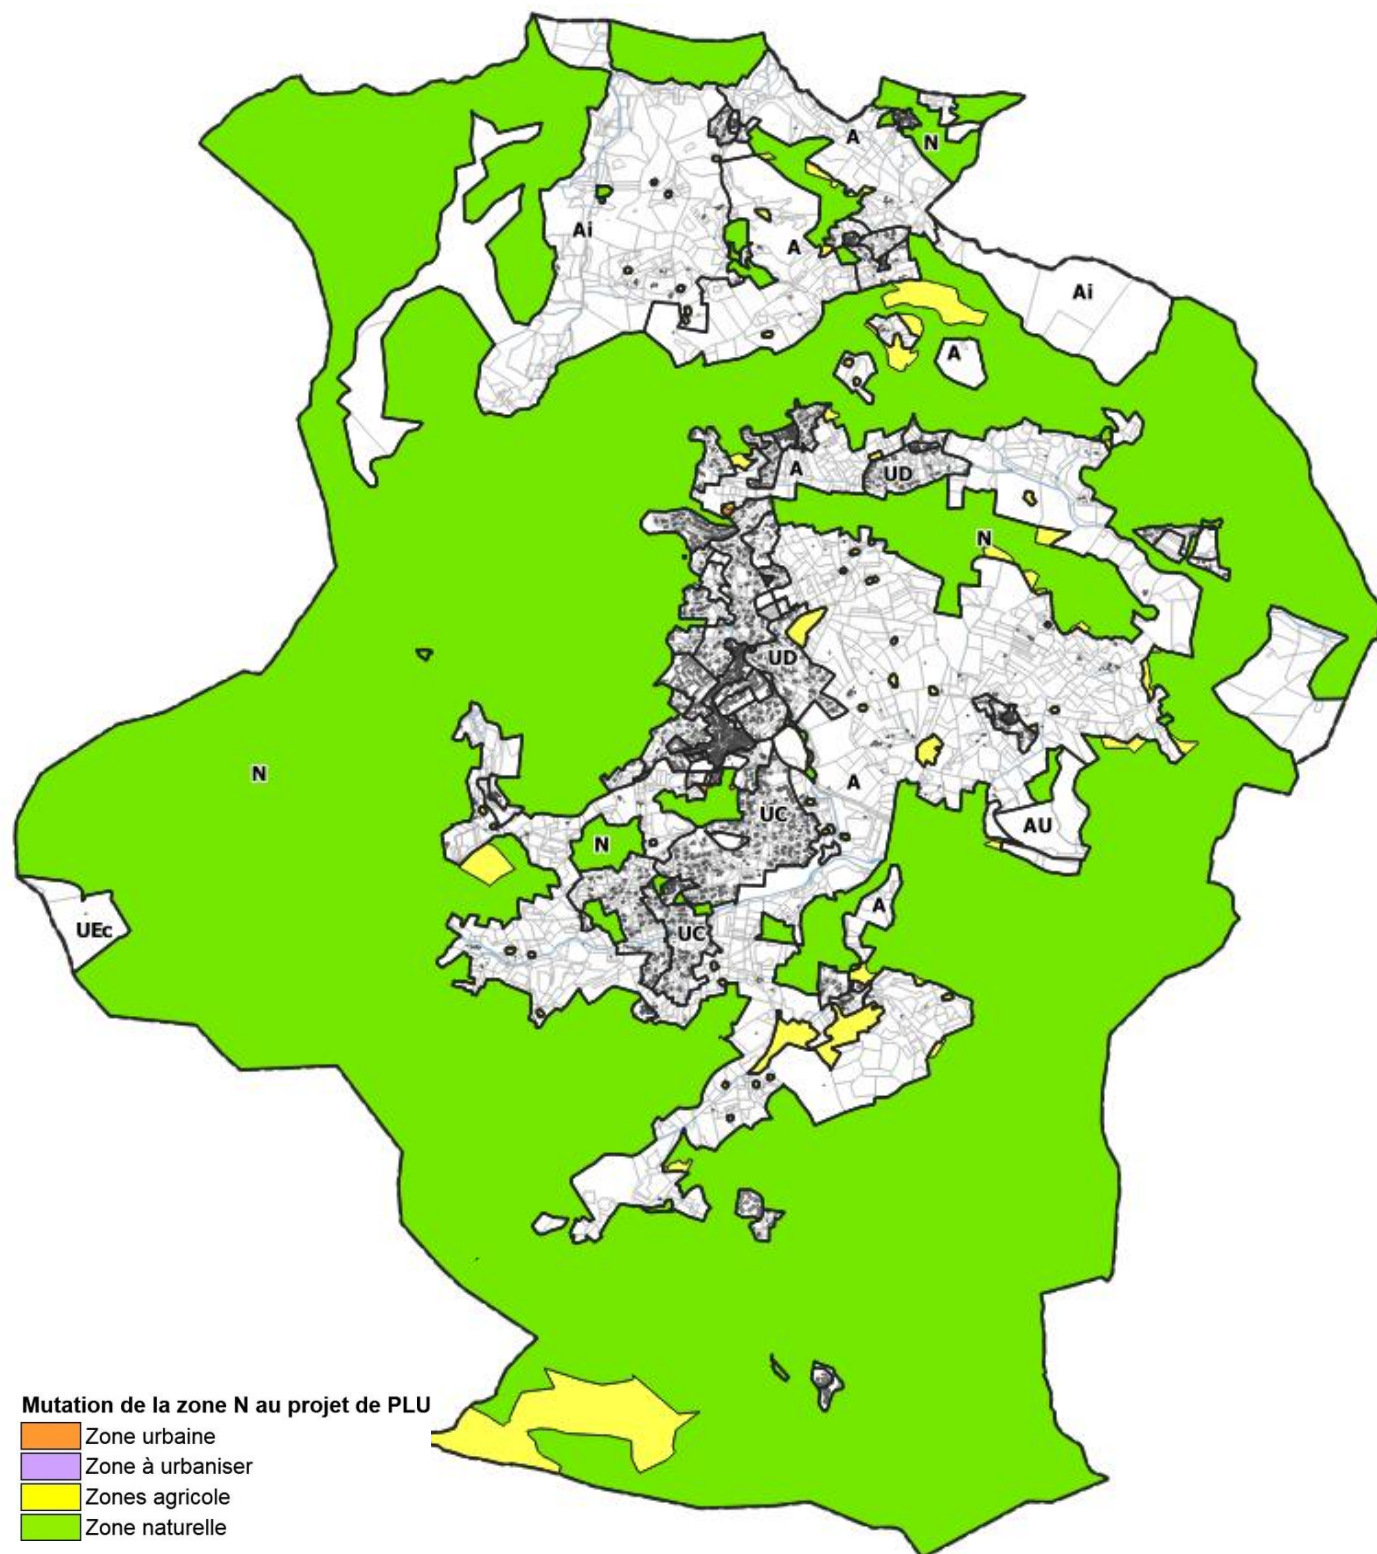 A
N
Ai
A
Ai
A
A
UD
N
UD
N
A
UC
AU
N
A
UEc
UC
Mutation de la zone N au projet de PLU
Zone urbaine
Zone à urbaniser
Zones agricole
Zone naturelle